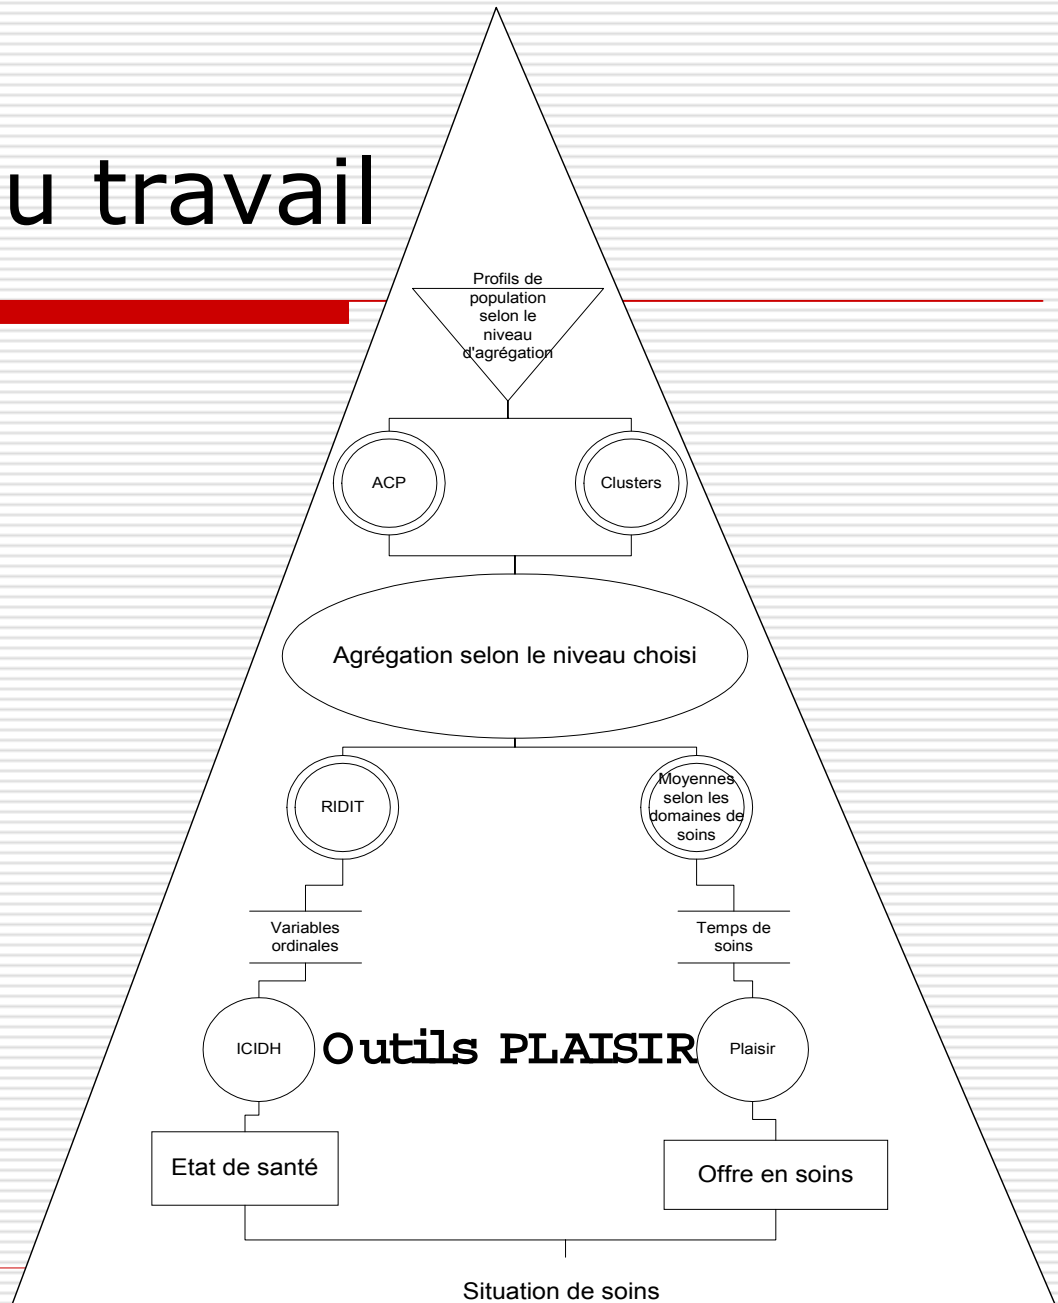 u travail
Profils de
population
selon le
niveau
d'agrégation
ACP
Clusters
Agrégation selon le niveau choisi
RIDIT
Moyennes
selon les
domaines de
soins
Variables
ordinales
Temps de
soins
ICIDH
Outils PLAISIR
Plaisir
Etat de santé
Offre en soins
Situation de soins